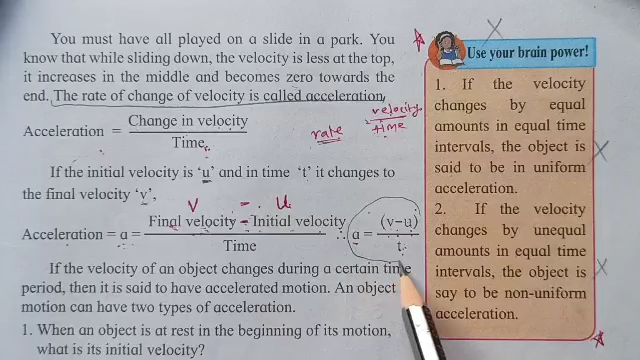 You must have all played on a slide in a park. You
know that while sliding down, the velocity is less at the top,
it increases in the middle and becomes zero towards the
end. The rate of change of velocity is called acceleration.
Acceleration = Change in velocity / Time
rate velocity / time
If the initial velocity is 'u' and in time 't' it changes to
the final velocity 'v',
v - u
Acceleration = a = Final velocity - Initial velocity / Time ∴ a = (v–u) / t
If the velocity of an object changes during a certain time
period, then it is said to have accelerated motion. An object
motion can have two types of acceleration.
1. When an object is at rest in the beginning of its motion,
what is its initial velocity?
Use your brain power!
1. If the velocity
changes by equal
amounts in equal time
intervals, the object is
said to be in uniform
acceleration.
2. If the velocity
changes by unequal
amounts in equal time
intervals, the object is
say to be non-uniform
acceleration.